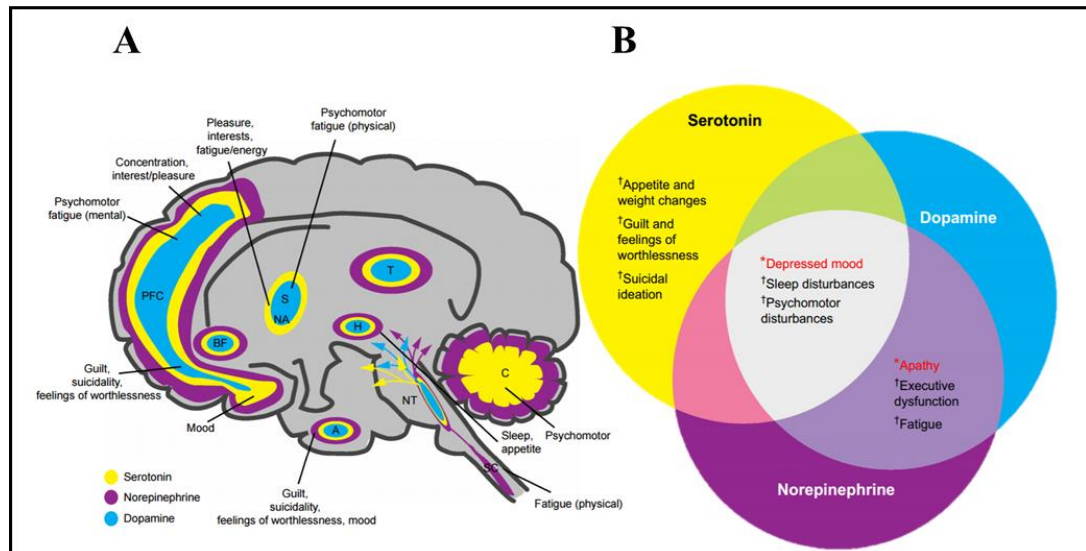 A
B
Psychomotor
fatigue (physical)
Pleasure,
interests,
fatigue/energy
Concentration,
interest/pleasure
Psychomotor
fatigue (mental)
PFC
BF
S
NA
T
H
C
NT
A
SC
Guilt,
suicidality,
feelings of worthlessness
Mood
Guilt,
suicidality,
feelings of worthlessness, mood
Sleep,
appetite
Psychomotor
Fatigue (physical)
Serotonin
Norepinephrine
Dopamine
Serotonin
†Appetite and
weight changes
†Guilt and
feelings of
worthlessness
†Suicidal
ideation
Dopamine
*Depressed mood
†Sleep disturbances
†Psychomotor
disturbances
*Apathy
†Executive
dysfunction
†Fatigue
Norepinephrine